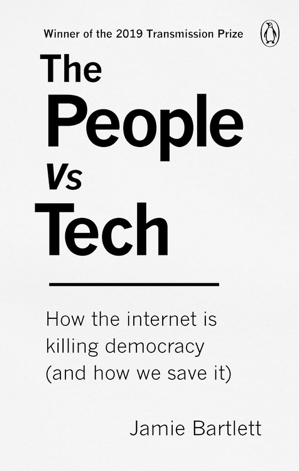 Winner of the 2019 Transmission Prize
The
People
Vs
Tech
How the internet is
killing democracy
(and how we save it)
Jamie Bartlett